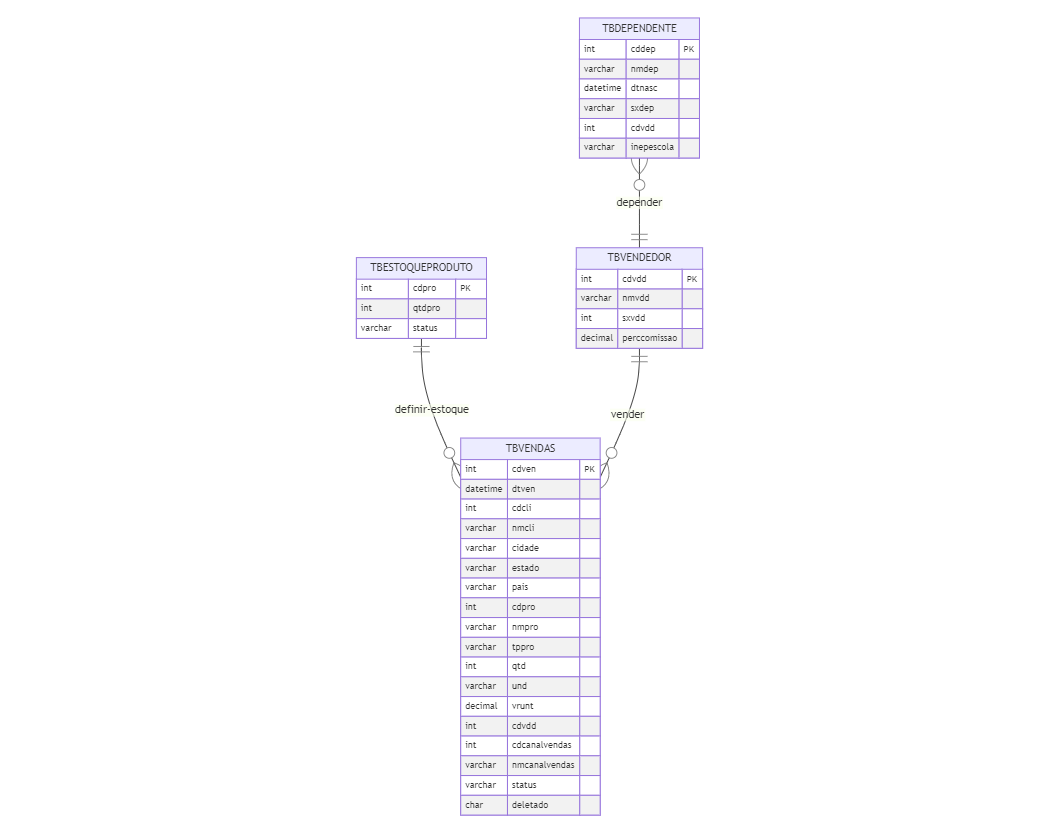 TBDEPENDENTE
int cddep PK
varchar nmdep
datetime dtnasc
varchar sxdep
int cdvdd
varchar inepescola
depender
TBESTOQUEPRODUTO
int cdpro PK
int qtdpro
varchar status
TBVENDEDOR
int cdvdd PK
varchar nmvdd
int sxvdd
decimal perccomissao
definir-estoque
vender
TBVENDAS
int cdven PK
datetime dtven
int cdcli
varchar nmcli
varchar cidade
varchar estado
varchar pais
int cdpro
varchar nmpro
varchar tppro
int qtd
varchar und
decimal vrunt
int cdvdd
int cdcanalvendas
varchar nmcanalvendas
varchar status
char deletado